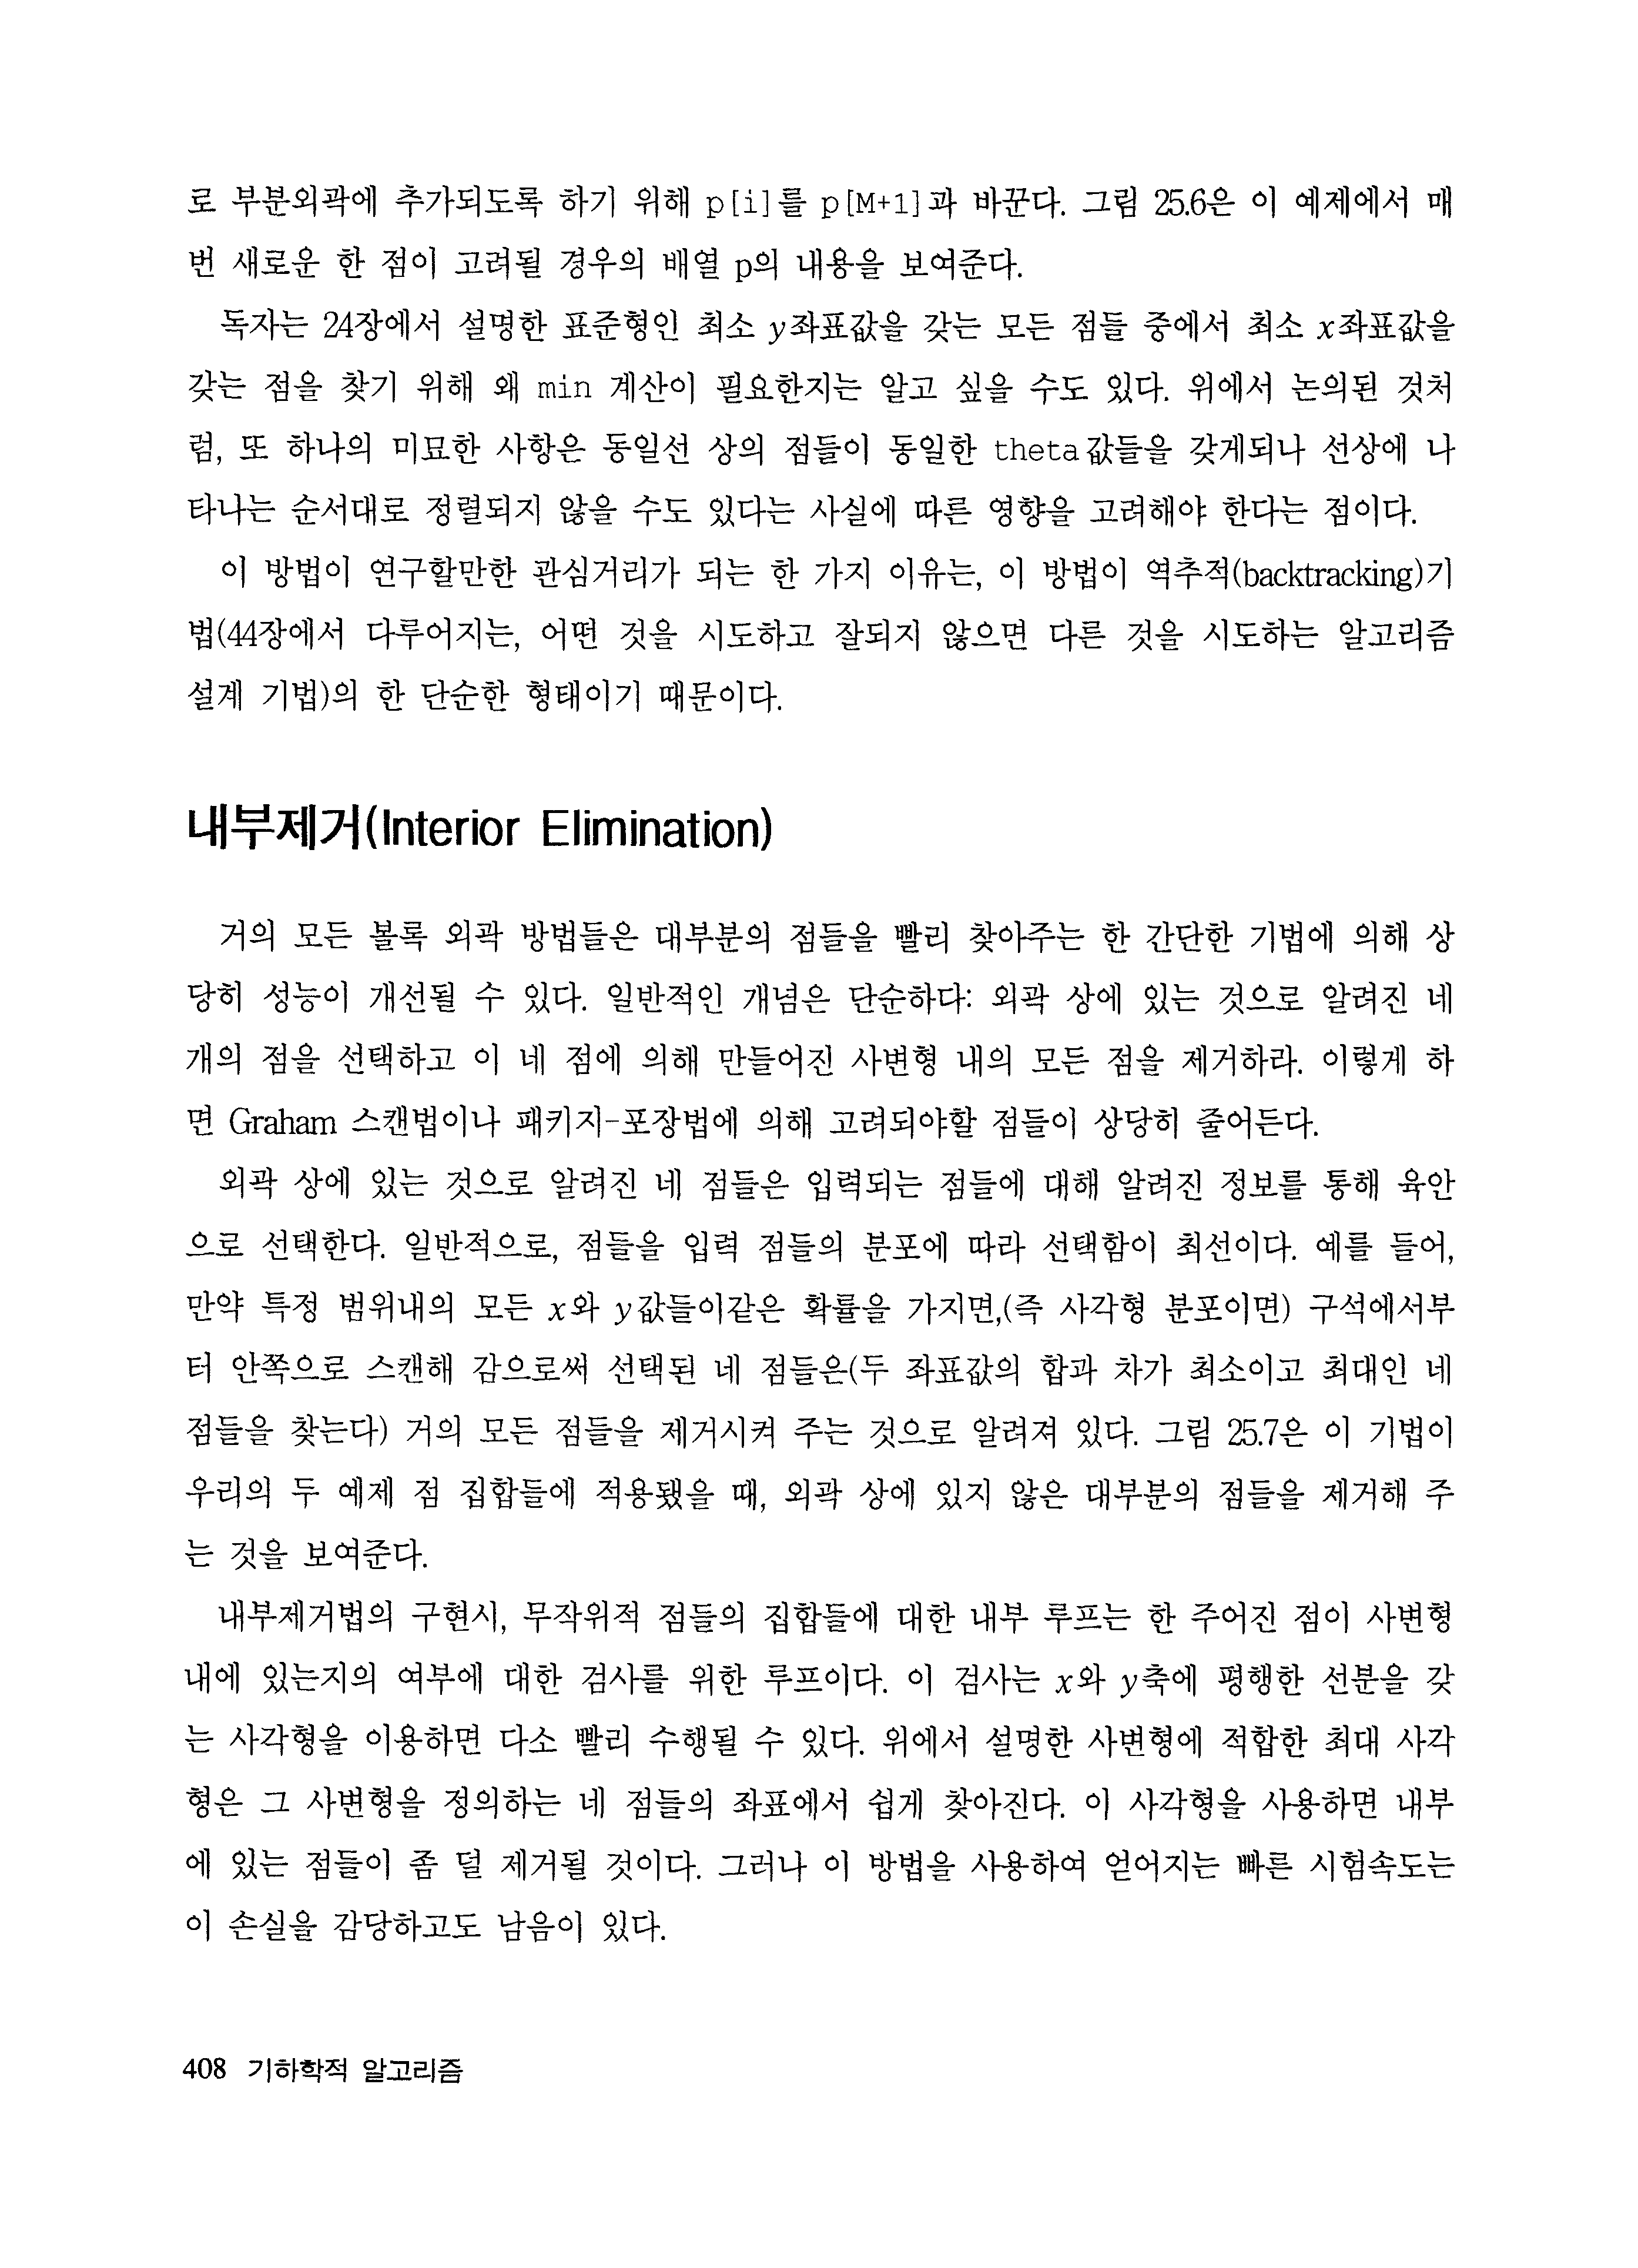 로 부분외곽에 추가되도록 하기 위해 p[i]를 p[M+1]과 바꾼다. 그림 25.6은 이 예제에서 매
번 새로운 한 점이 고려될 경우의 배열 p의 내용을 보여준다.
독자는 24장에서 설명한 표준형인 최소 y좌표값을 갖는 모든 점들 중에서 최소 x좌표값을
갖는 점을 찾기 위해 왜 min 계산이 필요한지는 알고 싶을 수도 있다. 위에서 논의된 것처
럼, 또 하나의 미묘한 사항은 동일선 상의 점들이 동일한 theta값들을 갖게되나 선상에 나
타나는 순서대로 정렬되지 않을 수도 있다는 사실에 따른 영향을 고려해야 한다는 점이다.
이 방법이 연구할만한 관심거리가 되는 한 가지 이유는, 이 방법이 역추적(backtracking)기
법(44장에서 다루어지는, 어떤 것을 시도하고 잘되지 않으면 다른 것을 시도하는 알고리즘
설계 기법)의 한 단순한 형태이기 때문이다.
내부제거(Interior Elimination)
거의 모든 볼록 외곽 방법들은 대부분의 점들을 빨리 찾아주는 한 간단한 기법에 의해 상
당히 성능이 개선될 수 있다. 일반적인 개념은 단순하다: 외곽 상에 있는 것으로 알려진 네
개의 점을 선택하고 이 네 점에 의해 만들어진 사변형 내의 모든 점을 제거하라. 이렇게 하
면 Graham 스캔법이나 패키지-포장법에 의해 고려되야할 점들이 상당히 줄어든다.
외곽 상에 있는 것으로 알려진 네 점들은 입력되는 점들에 대해 알려진 정보를 통해 육안
으로 선택한다. 일반적으로, 점들을 입력 점들의 분포에 따라 선택함이 최선이다. 예를 들어,
만약 특정 범위내의 모든 x와 y값들이같은 확률을 가지면,(즉 사각형 분포이면) 구석에서부
터 안쪽으로 스캔해 감으로써 선택된 네 점들은(두 좌표값의 합과 차가 최소이고 최대인 네
점들을 찾는다) 거의 모든 점들을 제거시켜 주는 것으로 알려져 있다. 그림 25.7은 이 기법이
우리의 두 예제 점 집합들에 적용됐을 때, 외곽 상에 있지 않은 대부분의 점들을 제거해 주
는 것을 보여준다.
내부제거법의 구현시, 무작위적 점들의 집합들에 대한 내부 루프는 한 주어진 점이 사변형
내에 있는지의 여부에 대한 검사를 위한 루프이다. 이 검사는 x와 y축에 평행한 선분을 갖
는 사각형을 이용하면 다소 빨리 수행될 수 있다. 위에서 설명한 사변형에 적합한 최대 사각
형은 그 사변형을 정의하는 네 점들의 좌표에서 쉽게 찾아진다. 이 사각형을 사용하면 내부
에 있는 점들이 좀 덜 제거될 것이다. 그러나 이 방법을 사용하여 얻어지는 빠른 시험속도는
이 손실을 감당하고도 남음이 있다.
408 기하학적 알고리즘